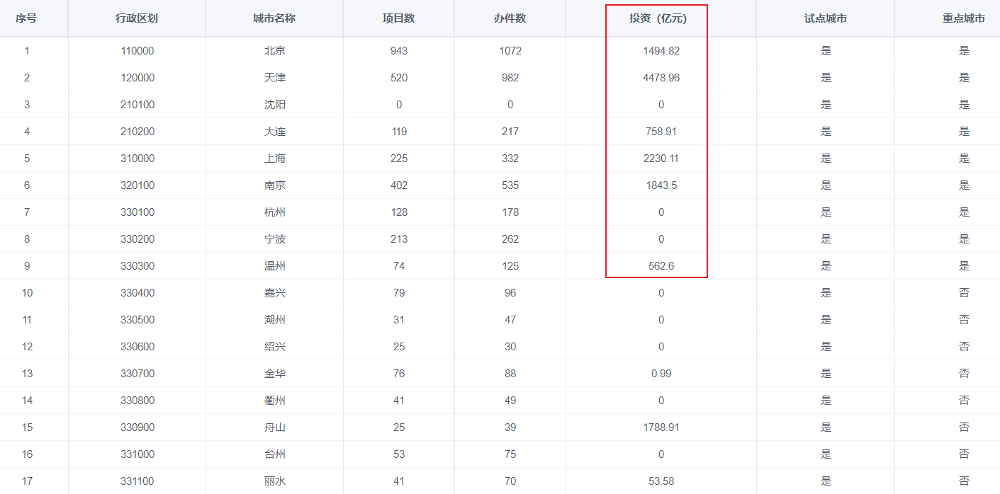 序号 行政区划 城市名称 项目数 办件数 投资（亿元） 试点城市 重点城市
1 110000 北京 943 1072 1494.82 是 是
2 120000 天津 520 982 4478.96 是 是
3 210100 沈阳 0 0 0 是 是
4 210200 大连 119 217 758.91 是 是
5 310000 上海 225 332 2230.11 是 是
6 320100 南京 402 535 1843.5 是 是
7 330100 杭州 128 178 0 是 是
8 330200 宁波 213 262 0 是 是
9 330300 温州 74 125 562.6 是 是
10 330400 嘉兴 79 96 0 是 否
11 330500 湖州 31 47 0 是 否
12 330600 绍兴 25 30 0 是 否
13 330700 金华 76 88 0.99 是 否
14 330800 衢州 41 49 0 是 否
15 330900 舟山 25 39 1788.91 是 否
16 331000 台州 53 75 0 是 否
17 331100 丽水 41 70 53.58 是 否